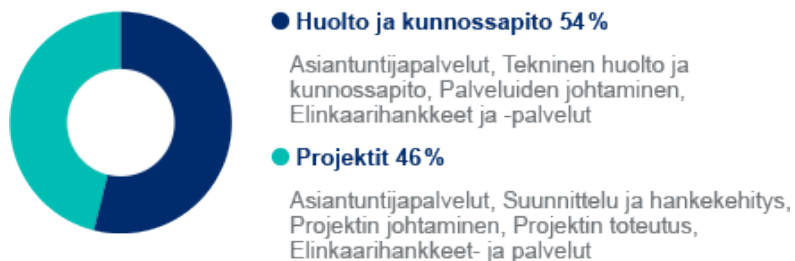 Huolto ja kunnossapito 54%
Asiantuntijapalvelut, Tekninen huolto ja
kunnossapito, Palveluiden johtaminen,
Elinkaarihankkeet ja -palvelut
Projektit 46%
Asiantuntijapalvelut, Suunnittelu ja hankekehitys,
Projektin johtaminen, Projektin toteutus,
Elinkaarihankkeet- ja palvelut